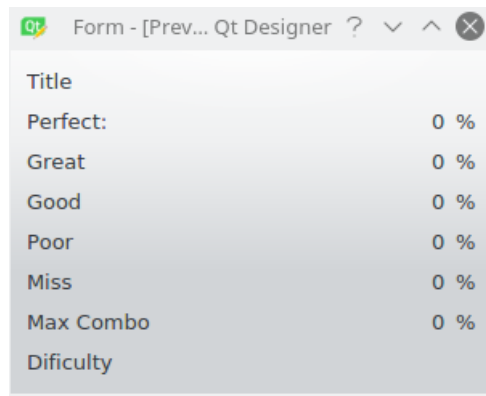 Qt Form - [Prev... Qt Designer ?
Title
Perfect: 0 %
Great 0 %
Good 0 %
Poor 0 %
Miss 0 %
Max Combo 0 %
Dificulty